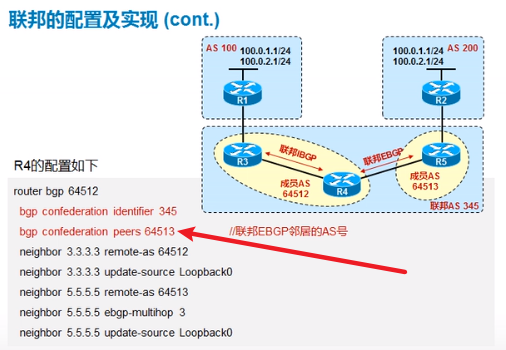 联邦的配置及实现 (cont.)
AS 100
100.0.1.1/24
100.0.2.1/24
R1
100.0.1.1/24 AS 200
100.0.2.1/24
R2
联邦IBGP
联邦EBGP
R3
R5
成员AS
64512
R4
成员AS
64513
联邦AS 345
R4的配置如下
router bgp 64512
bgp confederation identifier 345
bgp confederation peers 64513 //联邦EBGP邻居的AS号
neighbor 3.3.3.3 remote-as 64512
neighbor 3.3.3.3 update-source Loopback0
neighbor 5.5.5.5 remote-as 64513
neighbor 5.5.5.5 ebgp-multihop 3
neighbor 5.5.5.5 update-source Loopback0